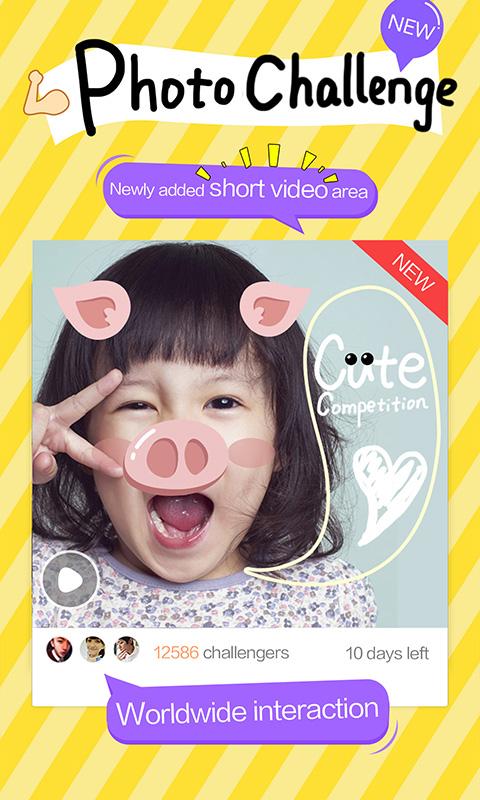 NEW
Photo Challenge
Newly added short video area
NEW
Cute
Competition
12586 challengers
10 days left
Worldwide interaction